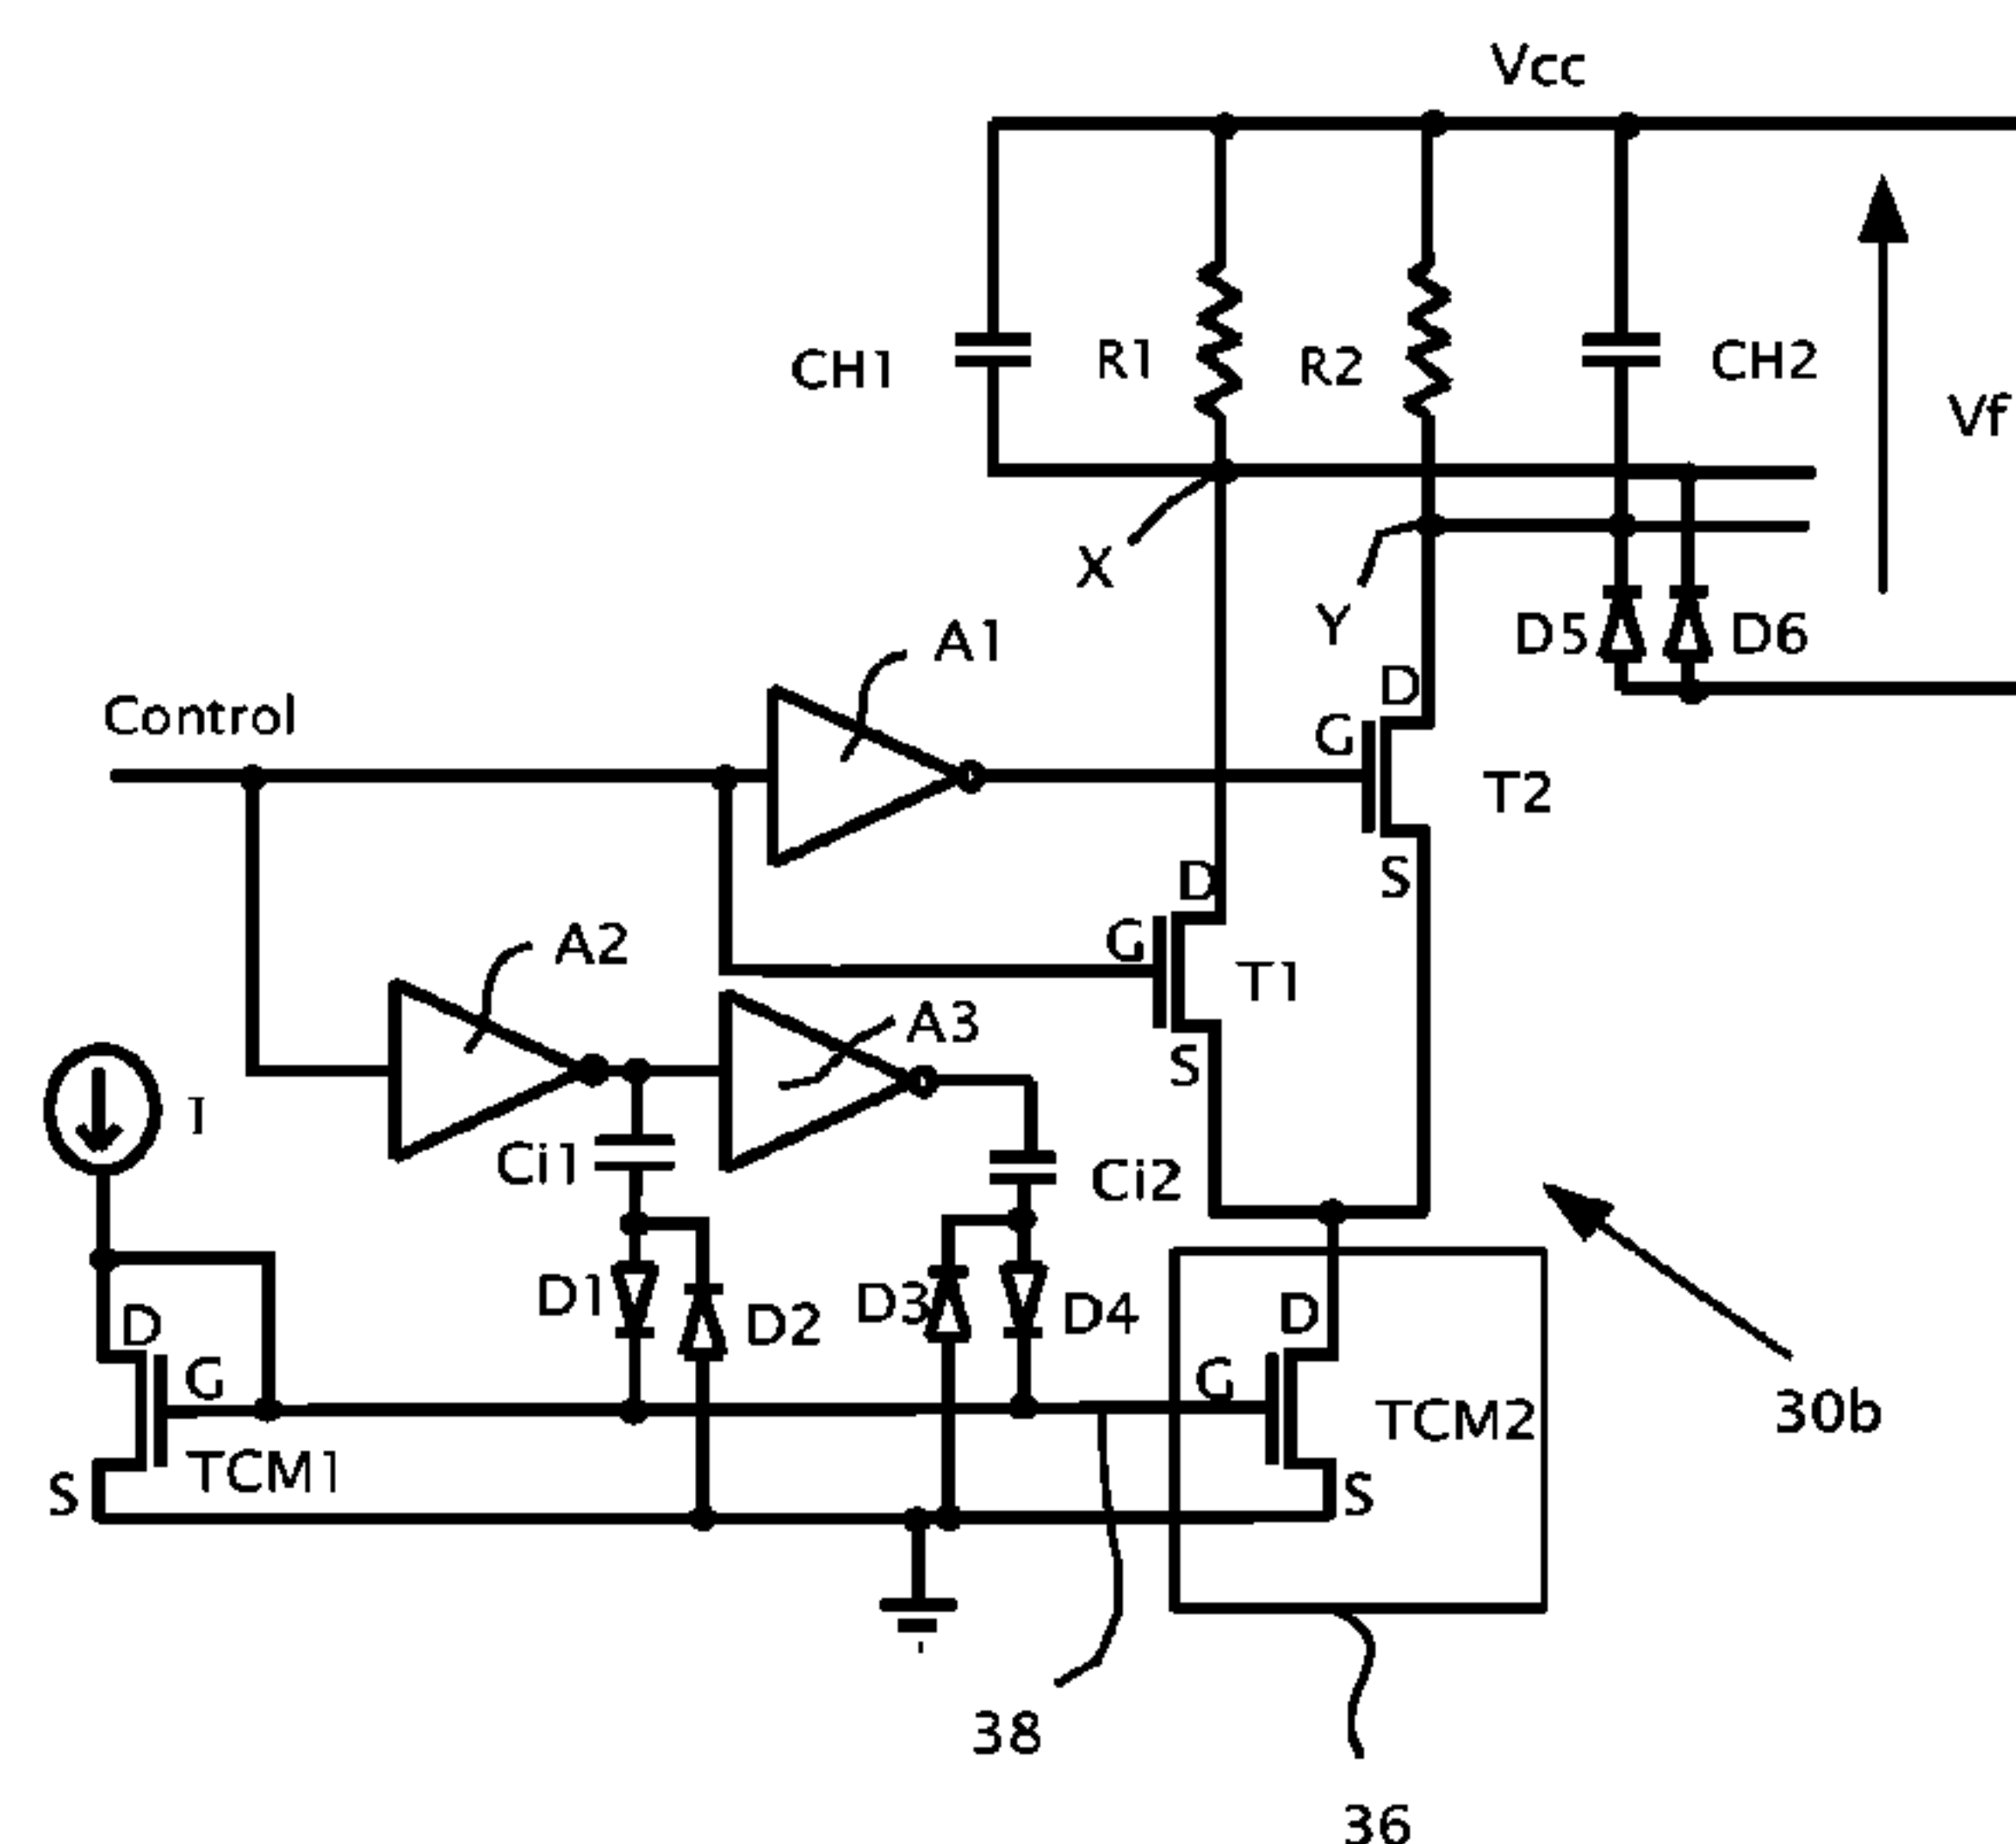 Vcc
CH1
R1
R2
CH2
Vf
X
Y
D5
D6
A1
Control
D
G
T2
S
D
G
T1
S
A2
A3
I
Ci1
Ci2
D1
D2
D3
D4
D
G
TCM1
S
D
G
TCM2
S
30b
38
36